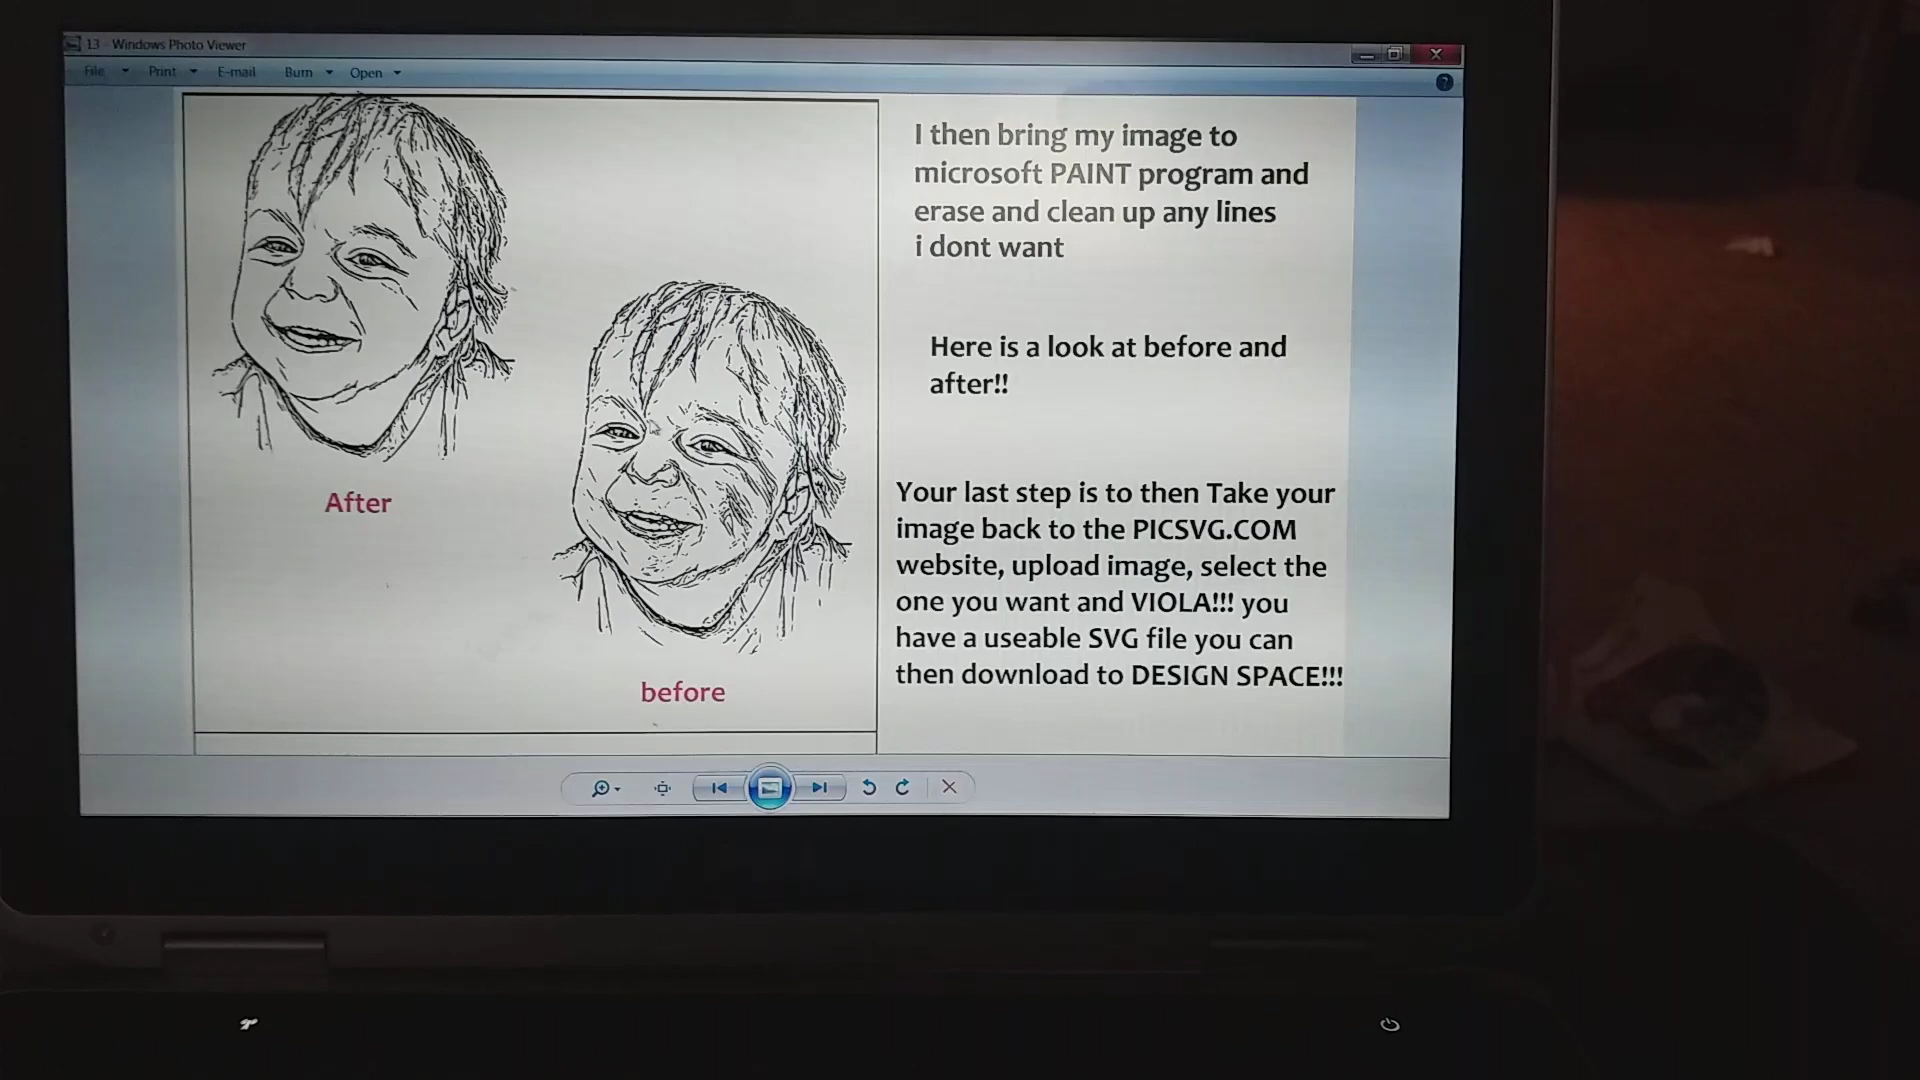 13 - Windows Photo Viewer
File Print E-mail Burn Open
I then bring my image to
microsoft PAINT program and
erase and clean up any lines
i dont want
Here is a look at before and
after!!
Your last step is to then Take your
image back to the PICSVG.COM
website, upload image, select the
one you want and VIOLA!!! you
have a useable SVG file you can
then download to DESIGN SPACE!!!
After
before